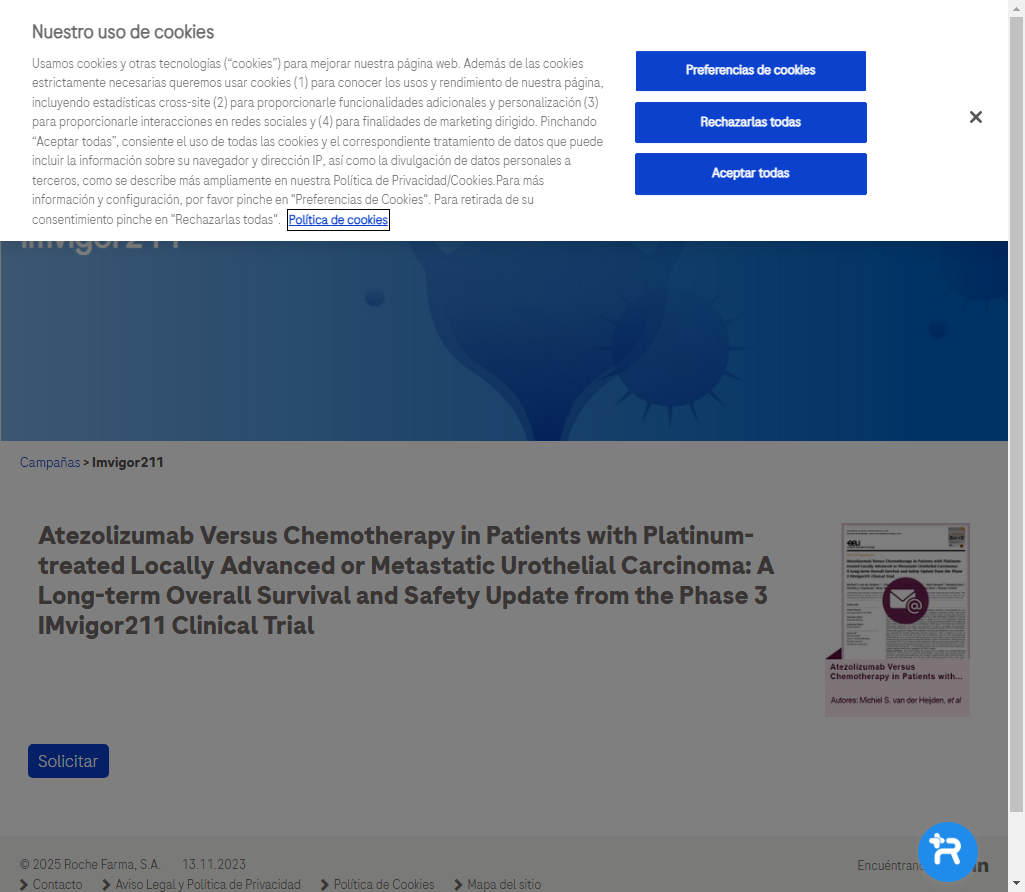 Nuestro uso de cookies
Usamos cookies y otras tecnologías (“cookies”) para mejorar nuestra página web. Además de las cookies
estrictamente necesarias queremos usar cookies (1) para conocer los usos y rendimiento de nuestra página,
incluyendo estadísticas cross-site (2) para proporcionarle funcionalidades adicionales y personalización (3)
para proporcionarle interacciones en redes sociales y (4) para finalidades de marketing dirigido. Pinchando
“Aceptar todas”, consiente el uso de todas las cookies y el correspondiente tratamiento de datos que puede
incluir la información sobre su navegador y dirección IP, así como la divulgación de datos personales a
terceros, como se describe más ampliamente en nuestra Política de Privacidad/Cookies.Para más
información y configuración, por favor pinche en "Preferencias de Cookies". Para retirada de su
consentimiento pinche en "Rechazarlas todas". Política de cookies
Preferencias de cookies
Rechazarlas todas
Aceptar todas
Imvigor211
Campañas > Imvigor211
Atezolizumab Versus Chemotherapy in Patients with Platinum-
treated Locally Advanced or Metastatic Urothelial Carcinoma: A
Long-term Overall Survival and Safety Update from the Phase 3
IMvigor211 Clinical Trial
Atezolizumab Versus
Chemotherapy in Patients with...
Autores: Michiel S. van der Heijden, et al
Solicitar
© 2025 Roche Farma, S.A. 13.11.2023
Contacto Aviso Legal y Política de Privacidad Política de Cookies Mapa del sitio